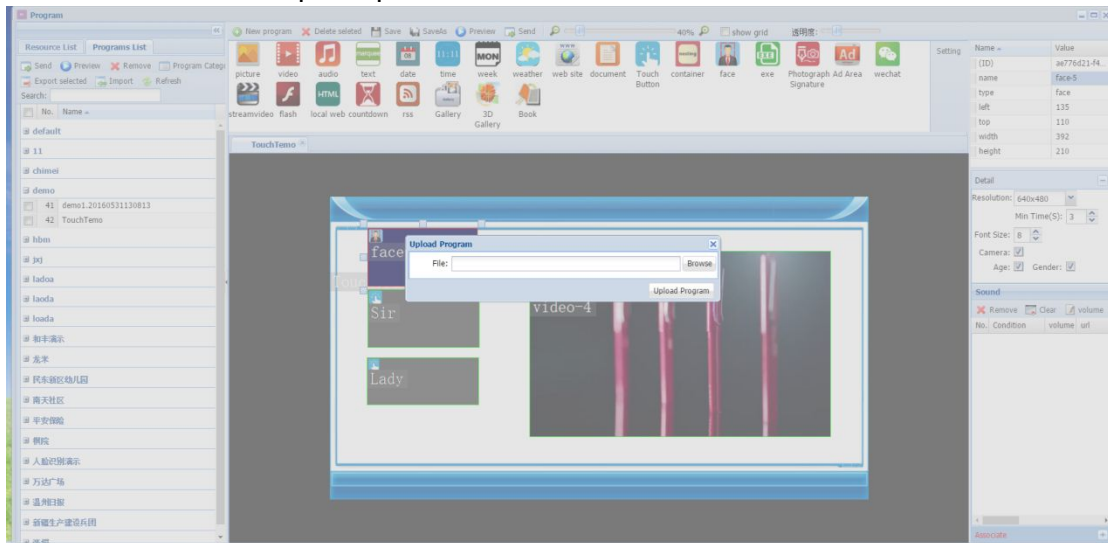 Program
Resource List Programs List
Send Preview Remove Program Catego
Export selected Import Refresh
Search:
No. Name
default
11
chimei
demo
41 demo1.20160531130813
42 TouchTemo
hbm
jxj
ladoa
laoda
loada
和丰演示
龙禾
民东新区幼儿园
南天社区
平安保险
棋院
人脸识别演示
万达广场
温州日报
新疆生产建设兵团
New program Delete seleted Save SaveAs Preview Send 40% show grid 透明度:
picture video audio text date time week weather web site document Touch Button container face exe Photograph Signature Ad Area wechat
streamvideo flash local web countdown rss Gallery 3D Gallery Book
Setting
TouchTemo
face
Sir
Lady
video-4
Upload Program
File: Browse
Upload Program
Name Value
(ID) ae776d21-f4...
name face-5
type face
left 135
top 110
width 392
height 210
Detail
Resolution: 640x480
Min Time(S): 3
Font Size: 8
Camera:
Age: Gender:
Sound
Remove Clear volume
No. Condition volume url
Associate